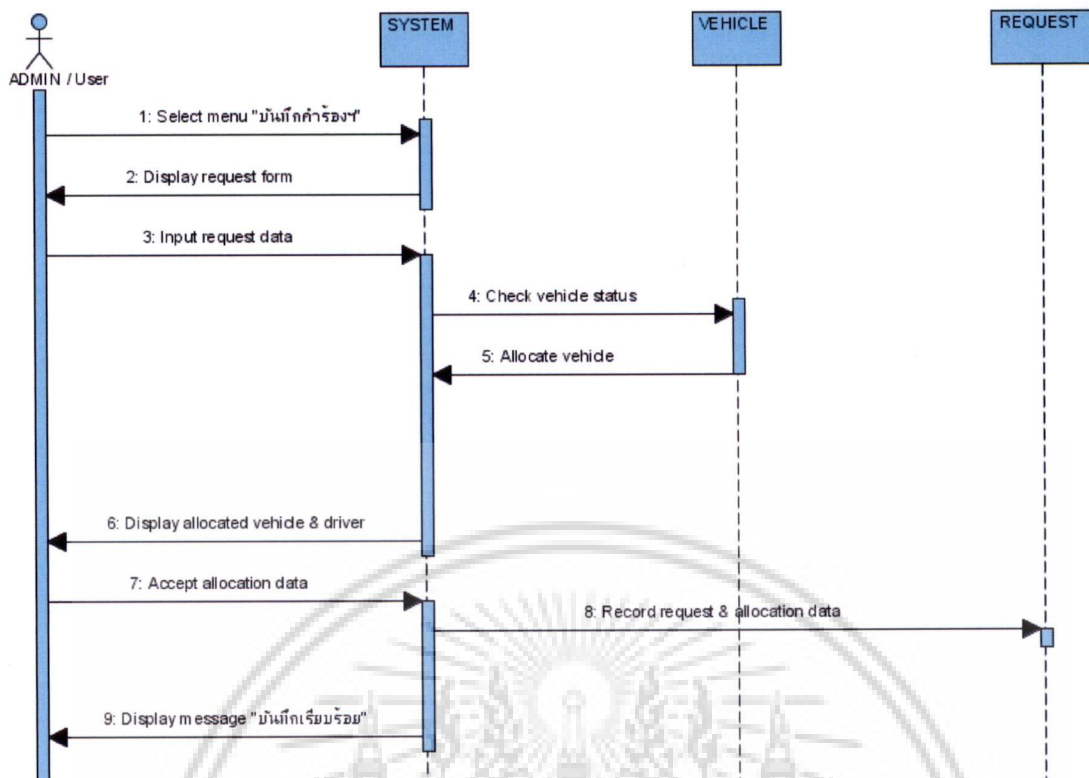 SYSTEM
VEHICLE
REQUEST
ADMIN / User
1: Select menu "บันทึกคำร้องฯ"
2: Display request form
3: Input request data
4: Check vehicle status
5: Allocate vehicle
6: Display allocated vehicle & driver
7: Accept allocation data
8: Record request & allocation data
9: Display message "บันทึกเรียบร้อย"